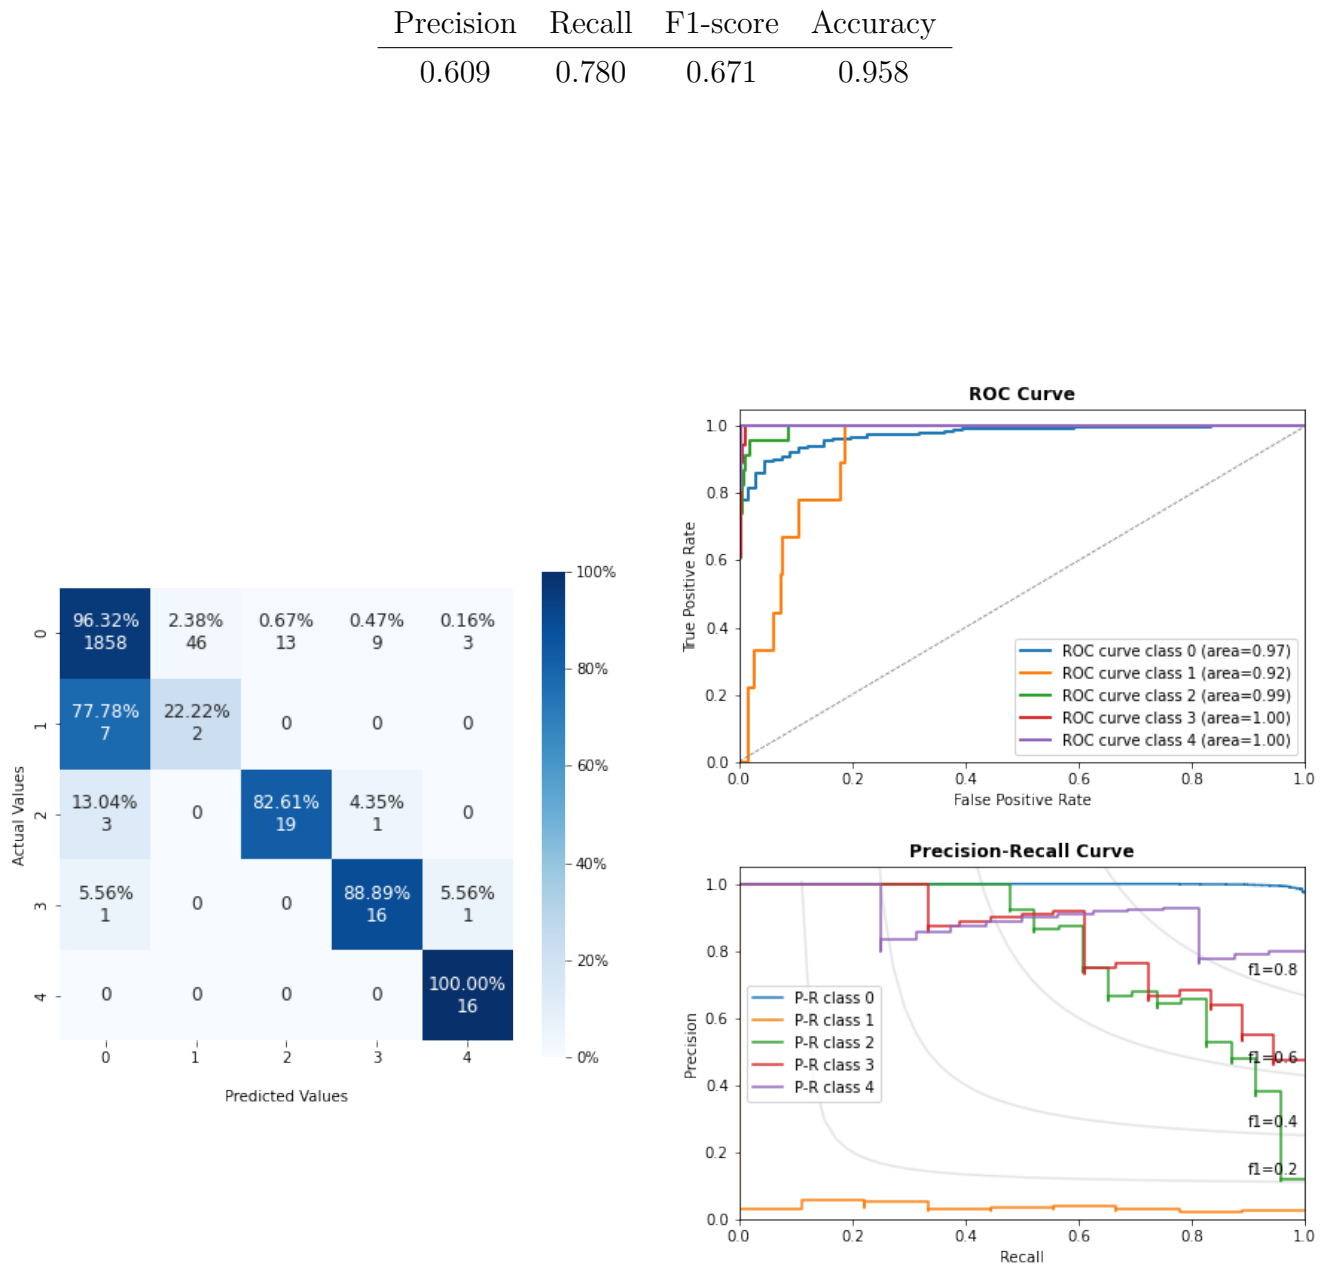 Precision Recall F1-score Accuracy
0.609 0.780 0.671 0.958
96.32% 2.38% 0.67% 0.47% 0.16%
1858 46 13 9 3
77.78% 22.22% 0 0 0
7 2
13.04% 0 82.61% 4.35% 0
3 19 1
5.56% 0 0 88.89% 5.56%
1 16 1
0 0 0 0 100.00%
16
0
1
2
3
4
Actual Values
0 1 2 3 4
Predicted Values
100%
80%
60%
40%
20%
0%
ROC Curve
1.0
0.8
0.6
0.4
0.2
0.0
True Positive Rate
ROC curve class 0 (area=0.97)
ROC curve class 1 (area=0.92)
ROC curve class 2 (area=0.99)
ROC curve class 3 (area=1.00)
ROC curve class 4 (area=1.00)
0.0 0.2 0.4 0.6 0.8 1.0
False Positive Rate
Precision-Recall Curve
1.0
0.8
0.6
0.4
0.2
0.0
Precision
f1=0.8
f1=0.6
f1=0.4
f1=0.2
P-R class 0
P-R class 1
P-R class 2
P-R class 3
P-R class 4
0.0 0.2 0.4 0.6 0.8 1.0
Recall